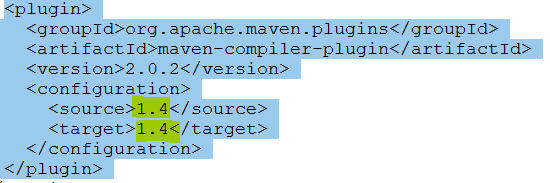 <plugin>
<groupId>org.apache.maven.plugins</groupId>
<artifactId>maven-compiler-plugin</artifactId>
<version>2.0.2</version>
<configuration>
<source>1.4</source>
<target>1.4</target>
</configuration>
</plugin>